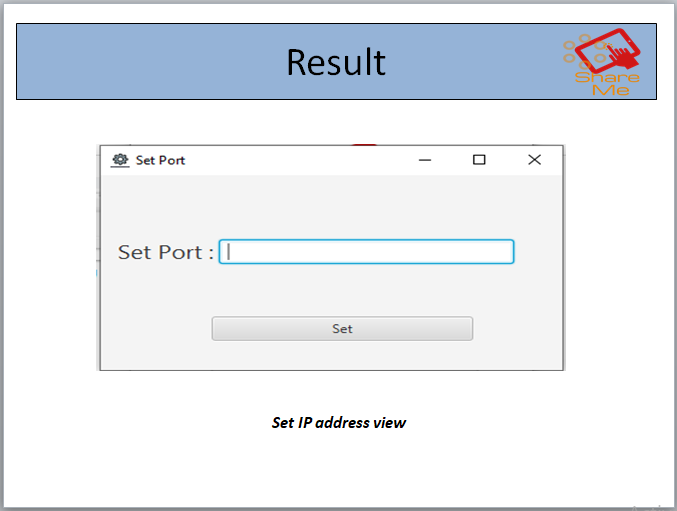 Result
Share
Me
Set Port
Set Port :
Set
Set IP address view